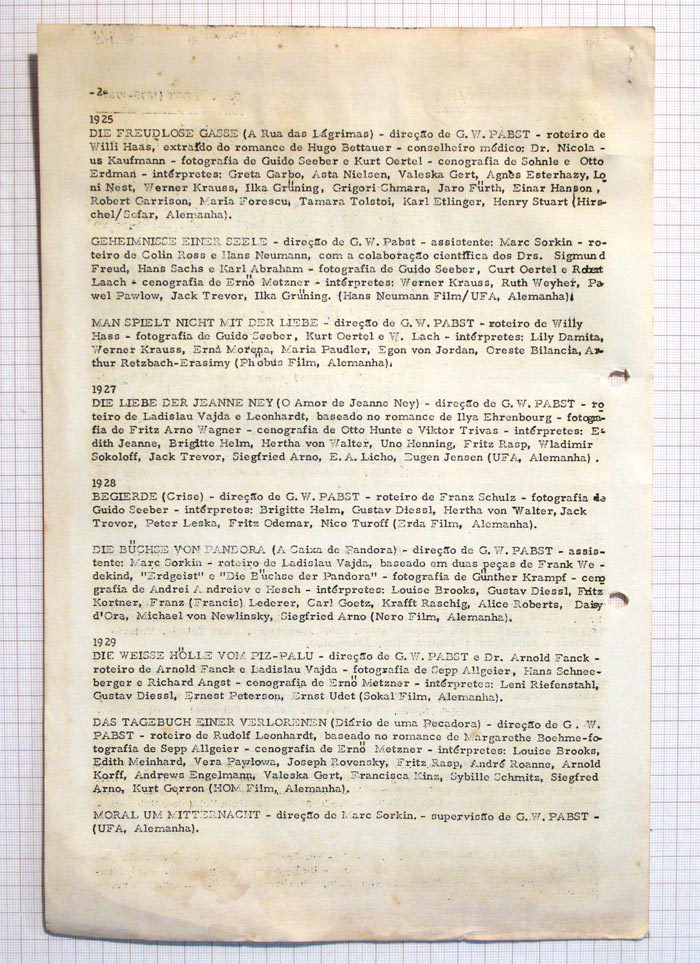 -2-
1925
DIE FREUDLOSE GASSE (A Rua das Lágrimas) - direção de G. W. PABST - roteiro de
Willi Haas, extraído do romance de Hugo Bettauer - conselheiro médico: Dr. Nicola -
us Kaufmann - fotografia de Guido Seeber e Kurt Oertel - cenografia de Sohnle e Otto
Erdman - intérpretes: Greta Garbo, Asta Nielsen, Valeska Gert, Agnès Esterhazy, Lo
ni Nest, Werner Krauss, Ilka Grüning, Grigori Chmara, Jaro Fürth, Einar Hanson,
Robert Garrison, Maria Forescu, Tamara Tolstoi, Karl Etlinger, Henry Stuart (Hirs-
chel/Sofar, Alemanha).
GEHEIMNISSE EINER SEELE - direção de G. W. Pabst - assistente: Marc Sorkin - ro-
teiro de Colin Ross e Hans Neumann, com a colaboração científica dos Drs. Sigmund
Freud, Hans Sachs e Karl Abraham - fotografia de Guido Seeber, Curt Oertel e Robert
Laach - cenografia de Ernö Metzner - intérpretes: Werner Krauss, Ruth Weyher, Pa
wel Pawlow, Jack Trevor, Ilka Grüning. (Hans Neumann Film/UFA, Alemanha).
MAN SPIELT NICHT MIT DER LIEBE - direção de G. W. PABST - roteiro de Willy
Hass - fotografia de Guido Seeber, Kurt Oertel e W. Lach - intérpretes: Lily Damita,
Werner Krauss, Erna Morena, Maria Paudler, Egon von Jordan, Oreste Bilancia, Ar
thur Retzbach-Erasimy (Phöbus Film, Alemanha).
1927
DIE LIEBE DER JEANNE NEY (O Amor de Jeanne Ney) - direção de G. W. PABST - ro
teiro de Ladislau Vajda e Leonhardt, baseado no romance de Ilya Ehrenbourg - fotogra-
fia de Fritz Arno Wagner - cenografia de Otto Hunte e Viktor Trivas - intérpretes: E-
dith Jeanne, Brigitte Helm, Hertha von Walter, Uno Henning, Fritz Rasp, Wladimir
Sokoloff, Jack Trevor, Siegfried Arno, E. A. Licho, Eugen Jensen (UFA, Alemanha) .
1928
BEGIERDE (Crise) - direção de G. W. PABST - roteiro de Franz Schulz - fotografia de
Guido Seeber - intérpretes: Brigitte Helm, Gustav Diessl, Hertha von Walter, Jack
Trevor, Peter Leska, Fritz Odemar, Nico Turoff (Erda Film, Alemanha).
DIE BÜCHSE VON PANDORA (A Caixa de Pandora) - direção de G. W. PABST - assis-
tente: Marc Sorkin - roteiro de Ladislau Vajda, baseado em duas peças de Frank We -
dekind, "Erdgeist" e "Die Büchse der Pandora" - fotografia de Günther Krampf - ceno
grafia de Andrei Andreiev e Hesch - intérpretes: Louise Brooks, Gustav Diessl, Fritz
Kortner, Franz (Francis) Lederer, Carl Goetz, Krafft Raschig, Alice Roberts, Daisy
d'Ora, Michael von Newlinsky, Siegfried Arno (Nero Film, Alemanha).
1929
DIE WEISSE HÖLLE VOM PIZ-PALU - direção de G. W. PABST e Dr. Arnold Fanck -
roteiro de Arnold Fanck e Ladislau Vajda - fotografia de Sepp Allgeier, Hans Schnee-
berger e Richard Angst - cenografia de Ernö Metzner - intérpretes: Leni Riefenstahl,
Gustav Diessl, Ernest Peterson, Ernst Udet (Sokal Film, Alemanha).
DAS TAGEBUCH EINER VERLORENEN (Diário de uma Pecadora) - direção de G . W.
PABST - roteiro de Rudolf Leonhardt, baseado no romance de Margarethe Boehme-fo-
tografia de Sepp Allgeier - cenografia de Ernö Metzner - intérpretes: Louise Brooks,
Edith Meinhard, Vera Pawlowa, Joseph Rovensky, Fritz Rasp, André Roanne, Arnold
Korff, Andrews Engelmann, Valeska Gert, Francisca Kinz, Sybille Schmitz, Siegfred
Arno, Kurt Gerron (HOM Film, Alemanha).
MORAL UM MITTERNACHT - direção de Marc Sorkin. - supervisão de G. W. PABST -
(UFA, Alemanha).